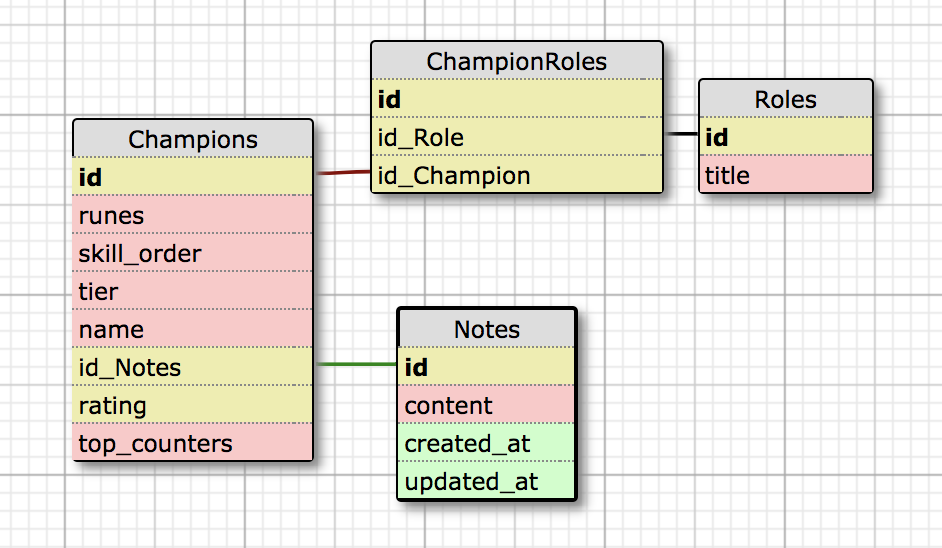 Champions
id
runes
skill_order
tier
name
id_Notes
rating
top_counters
ChampionRoles
id
id_Role
id_Champion
Roles
id
title
Notes
id
content
created_at
updated_at